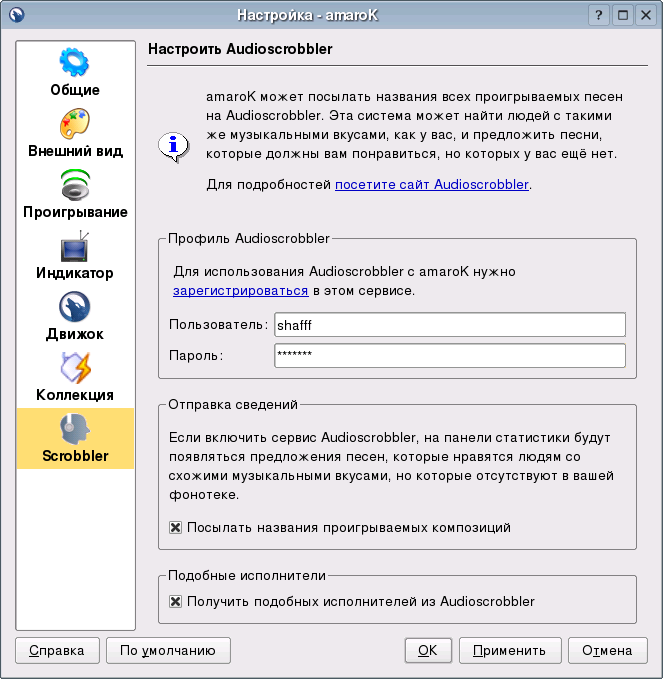 Настройка - amaroK
?
Общие
Внешний вид
Проигрывание
Индикатор
Движок
Коллекция
Scrobbler
Настроить Audioscrobbler
amaroK может посылать названия всех проигрываемых песен
на Audioscrobbler. Эта система может найти людей с такими
же музыкальными вкусами, как у вас, и предложить песни,
которые должны вам понравиться, но которых у вас ещё нет.
Для подробностей посетите сайт Audioscrobbler.
Профиль Audioscrobbler
Для использования Audioscrobbler с amaroK нужно
зарегистрироваться в этом сервисе.
Пользователь: shafff
Пароль: *******
Отправка сведений
Если включить сервис Audioscrobbler, на панели статистики будут
появляться предложения песен, которые нравятся людям со
схожими музыкальными вкусами, но которые отсутствуют в вашей
фонотеке.
Посылать названия проигрываемых композиций
Подобные исполнители
Получить подобных исполнителей из Audioscrobbler
Справка По умолчанию OK Применить Отмена